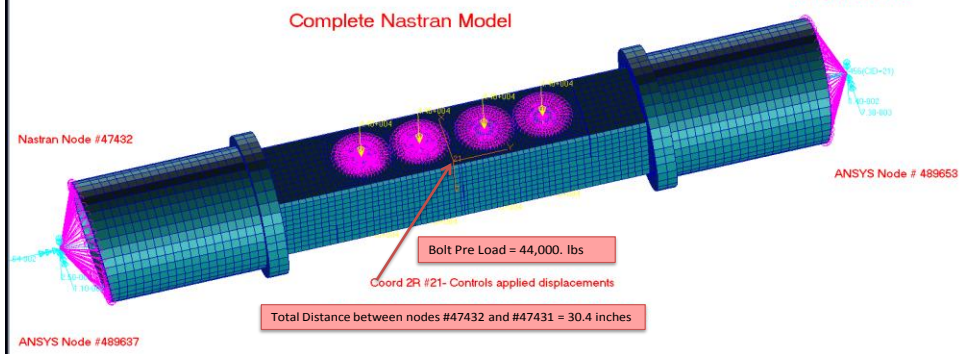 Complete Nastran Model
Nastran Node #47432
ANSYS Node # 489653
Bolt Pre Load = 44,000. lbs
Coord 2R #21- Controls applied displacements
Total Distance between nodes #47432 and #47431 = 30.4 inches
ANSYS Node #489637